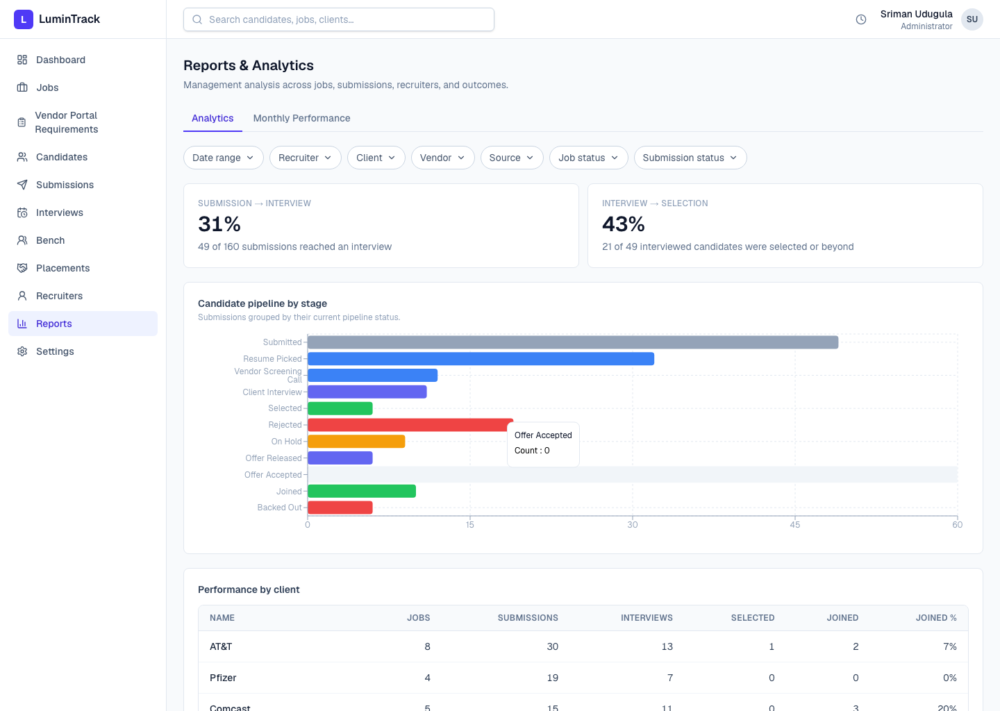 L LuminTrack
Search candidates, jobs, clients...
Sriman Udugula
Administrator
SU
Dashboard
Jobs
Vendor Portal
Requirements
Candidates
Submissions
Interviews
Bench
Placements
Recruiters
Reports
Settings
Reports & Analytics
Management analysis across jobs, submissions, recruiters, and outcomes.
Analytics Monthly Performance
Date range Recruiter Client Vendor Source Job status Submission status
SUBMISSION → INTERVIEW
31%
49 of 160 submissions reached an interview
INTERVIEW → SELECTION
43%
21 of 49 interviewed candidates were selected or beyond
Candidate pipeline by stage
Submissions grouped by their current pipeline status.
Submitted
Resume Picked
Vendor Screening
Call
Client Interview
Selected
Rejected
On Hold
Offer Released
Offer Accepted
Joined
Backed Out
Offer Accepted
Count : 0
0 15 30 45 60
Performance by client
NAME JOBS SUBMISSIONS INTERVIEWS SELECTED JOINED JOINED %
AT&T 8 30 13 1 2 7%
Pfizer 4 19 7 0 0 0%
Comcast 5 15 11 0 3 20%